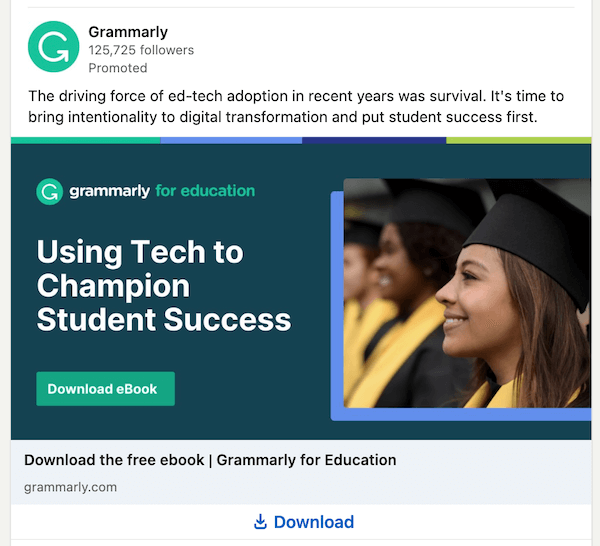 Grammarly
125,725 followers
Promoted
The driving force of ed-tech adoption in recent years was survival. It's time to
bring intentionality to digital transformation and put student success first.
grammarly for education
Using Tech to
Champion
Student Success
Download eBook
Download the free ebook | Grammarly for Education
grammarly.com
Download